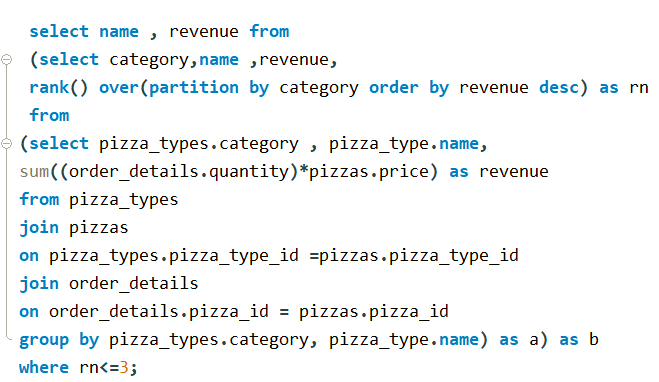 select name , revenue from
(select category,name ,revenue,
rank() over(partition by category order by revenue desc) as rn
from
(select pizza_types.category , pizza_type.name,
sum((order_details.quantity)*pizzas.price) as revenue
from pizza_types
join pizzas
on pizza_types.pizza_type_id =pizzas.pizza_type_id
join order_details
on order_details.pizza_id = pizzas.pizza_id
group by pizza_types.category, pizza_type.name) as a) as b
where rn<=3;